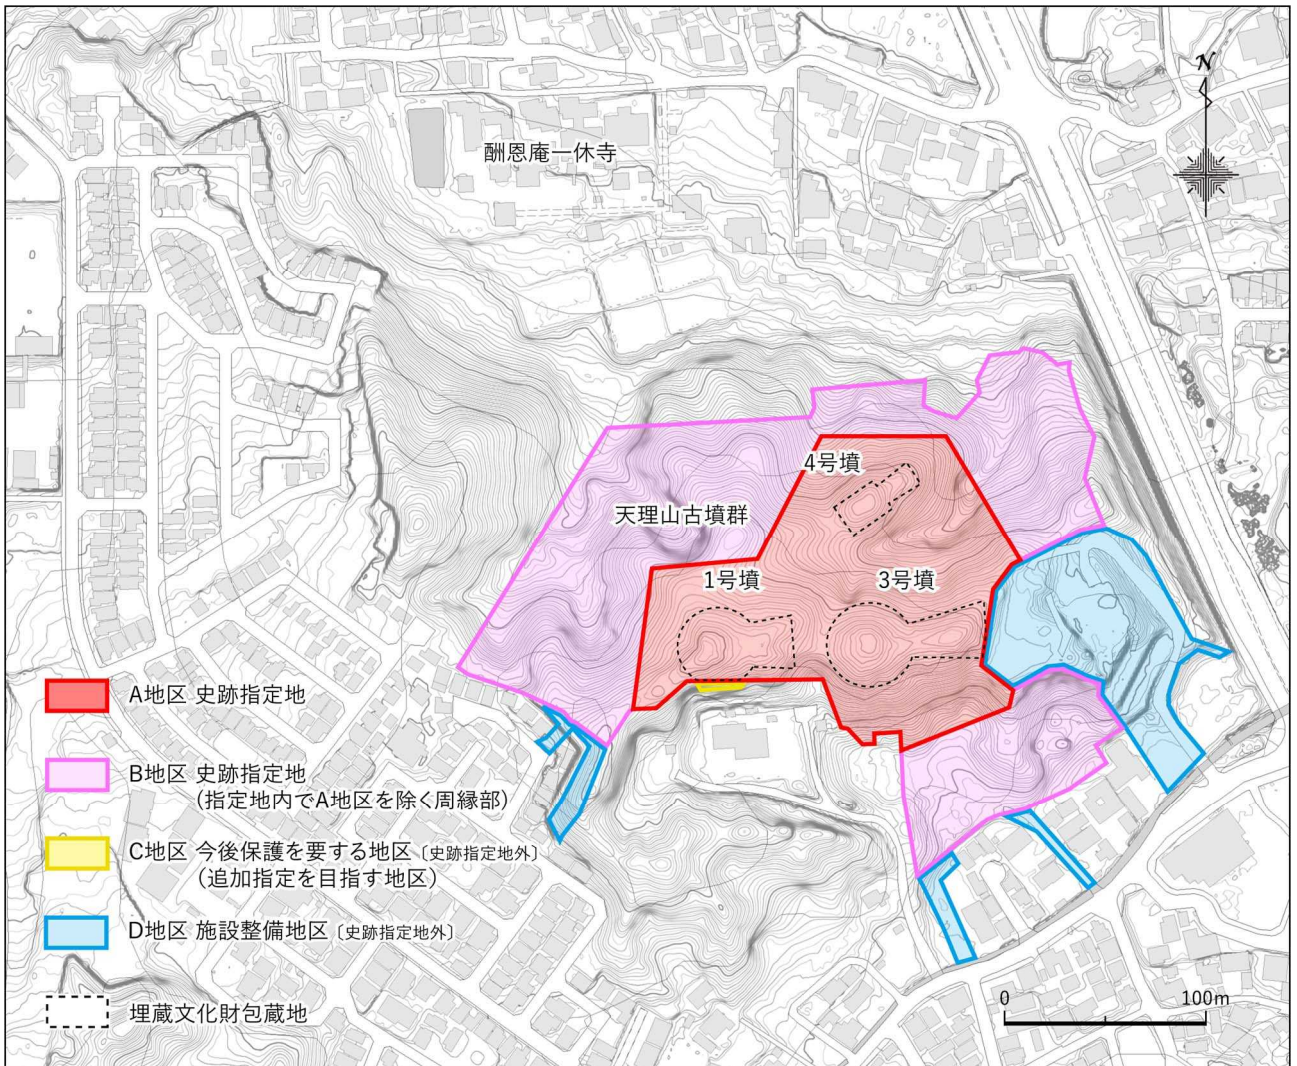 N
酬恩庵一休寺
4号墳
天理山古墳群
1号墳
3号墳
A地区 史跡指定地
B地区 史跡指定地
(指定地内でA地区を除く周縁部)
C地区 今後保護を要する地区〔史跡指定地外〕
(追加指定を目指す地区)
D地区 施設整備地区〔史跡指定地外〕
埋蔵文化財包蔵地
0 100m